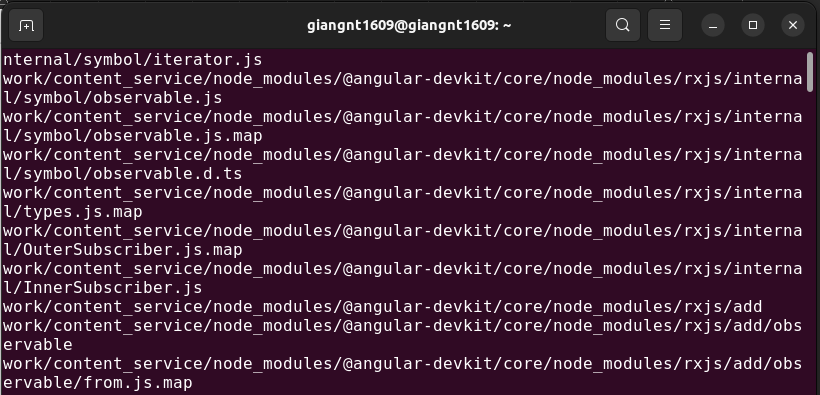 giangnt1609@giangnt1609: ~
nternal/symbol/iterator.js
work/content_service/node_modules/@angular-devkit/core/node_modules/rxjs/interna
l/symbol/observable.js
work/content_service/node_modules/@angular-devkit/core/node_modules/rxjs/interna
l/symbol/observable.js.map
work/content_service/node_modules/@angular-devkit/core/node_modules/rxjs/interna
l/symbol/observable.d.ts
work/content_service/node_modules/@angular-devkit/core/node_modules/rxjs/interna
l/types.js.map
work/content_service/node_modules/@angular-devkit/core/node_modules/rxjs/interna
l/OuterSubscriber.js.map
work/content_service/node_modules/@angular-devkit/core/node_modules/rxjs/interna
l/InnerSubscriber.js
work/content_service/node_modules/@angular-devkit/core/node_modules/rxjs/add
work/content_service/node_modules/@angular-devkit/core/node_modules/rxjs/add/obs
ervable
work/content_service/node_modules/@angular-devkit/core/node_modules/rxjs/add/obs
ervable/from.js.map